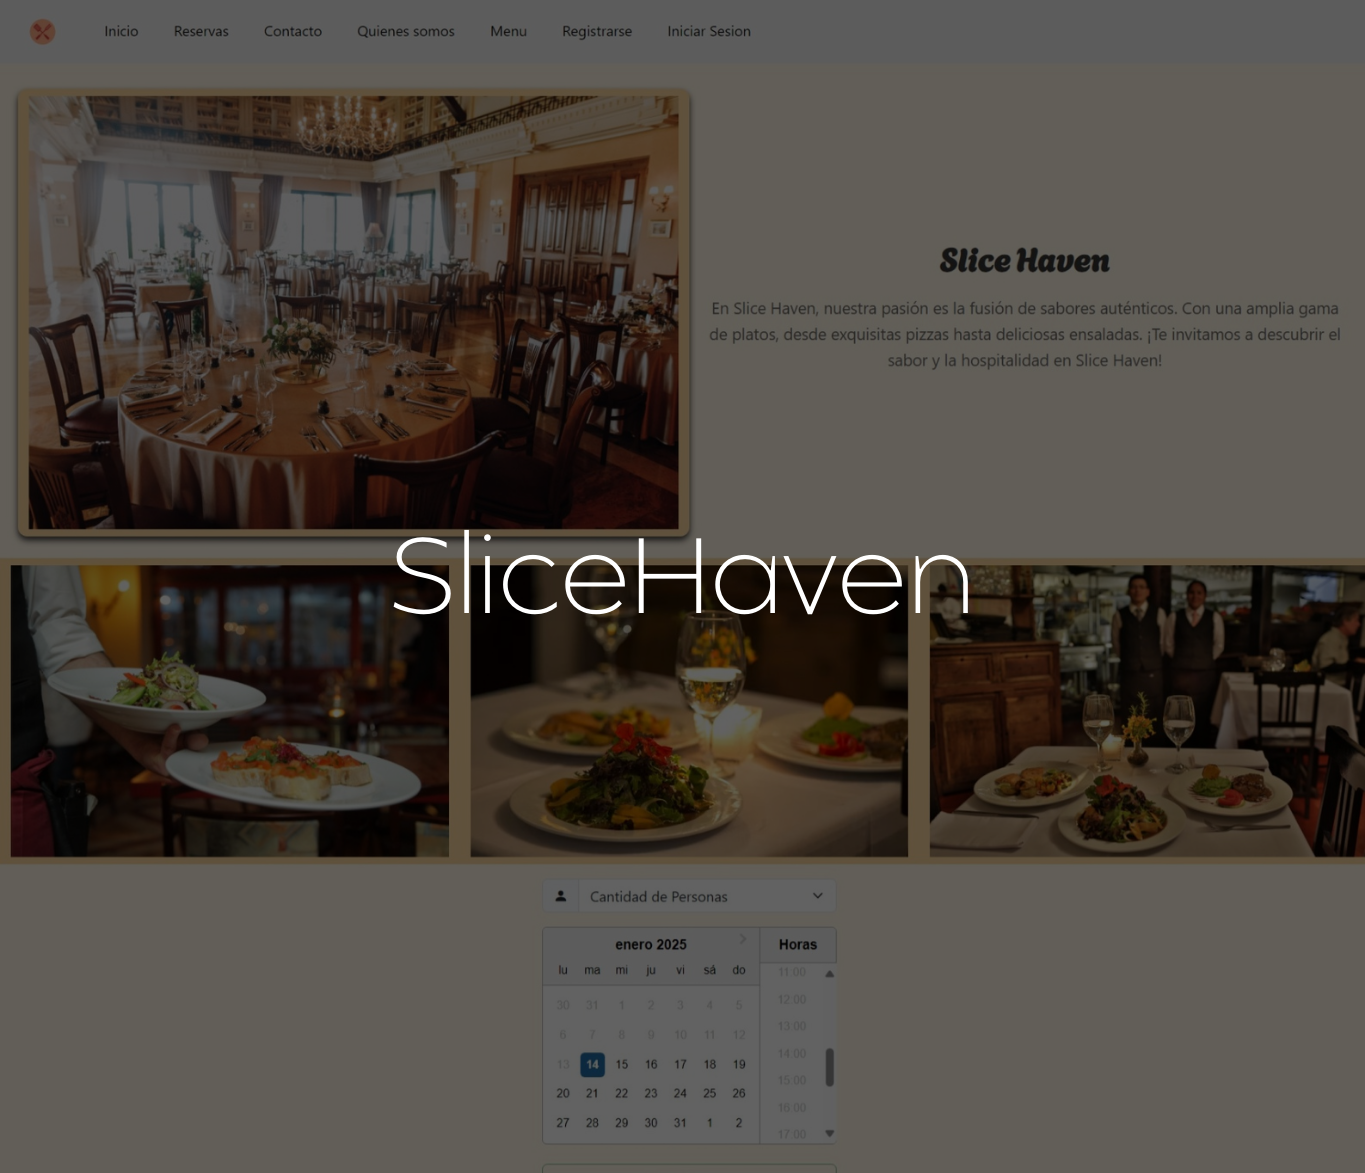 Inicio Reservas Contacto Quienes somos Menu Registrarse Iniciar Sesion
Slice Haven
En Slice Haven, nuestra pasión es la fusión de sabores auténticos. Con una amplia gama
de platos, desde exquisitas pizzas hasta deliciosas ensaladas. ¡Te invitamos a descubrir el
sabor y la hospitalidad en Slice Haven!
SliceHaven
Cantidad de Personas
enero 2025 Horas
lu ma mi ju vi sá do
11:00
30 31 1 2 3 4 5
12:00
6 7 8 9 10 11 12
13:00
13 14 15 16 17 18 19
14:00
15:00
20 21 22 23 24 25 26
16:00
27 28 29 30 31 1 2
17:00